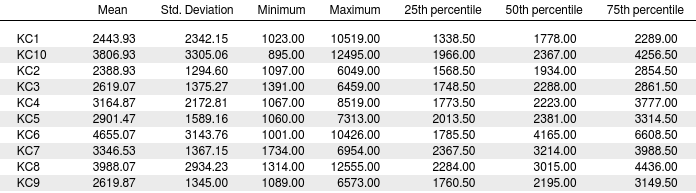 Mean Std. Deviation Minimum Maximum 25th percentile 50th percentile 75th percentile
KC1 2443.93 2342.15 1023.00 10519.00 1338.50 1778.00 2289.00
KC10 3806.93 3305.06 895.00 12495.00 1966.00 2367.00 4256.50
KC2 2388.93 1294.60 1097.00 6049.00 1568.50 1934.00 2854.50
KC3 2619.07 1375.27 1391.00 6459.00 1748.50 2288.00 2861.50
KC4 3164.87 2172.81 1067.00 8519.00 1773.50 2223.00 3777.00
KC5 2901.47 1589.16 1060.00 7313.00 2013.50 2381.00 3314.50
KC6 4655.07 3143.76 1001.00 10426.00 1785.50 4165.00 6608.50
KC7 3346.53 1367.15 1734.00 6954.00 2367.50 3214.00 3988.50
KC8 3988.07 2934.23 1314.00 12555.00 2284.00 3015.00 4436.00
KC9 2619.87 1345.00 1089.00 6573.00 1760.50 2195.00 3149.50